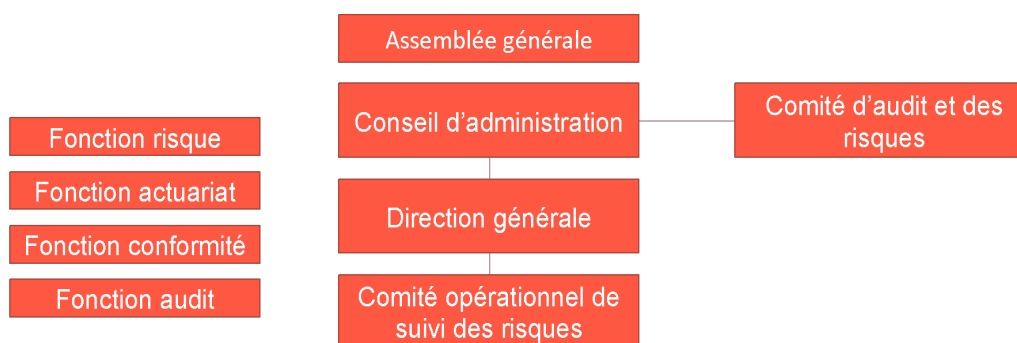 Assemblée générale
Conseil d’administration
Comité d’audit et des
risques
Fonction risque
Fonction actuariat
Fonction conformité
Fonction audit
Direction générale
Comité opérationnel de
suivi des risques